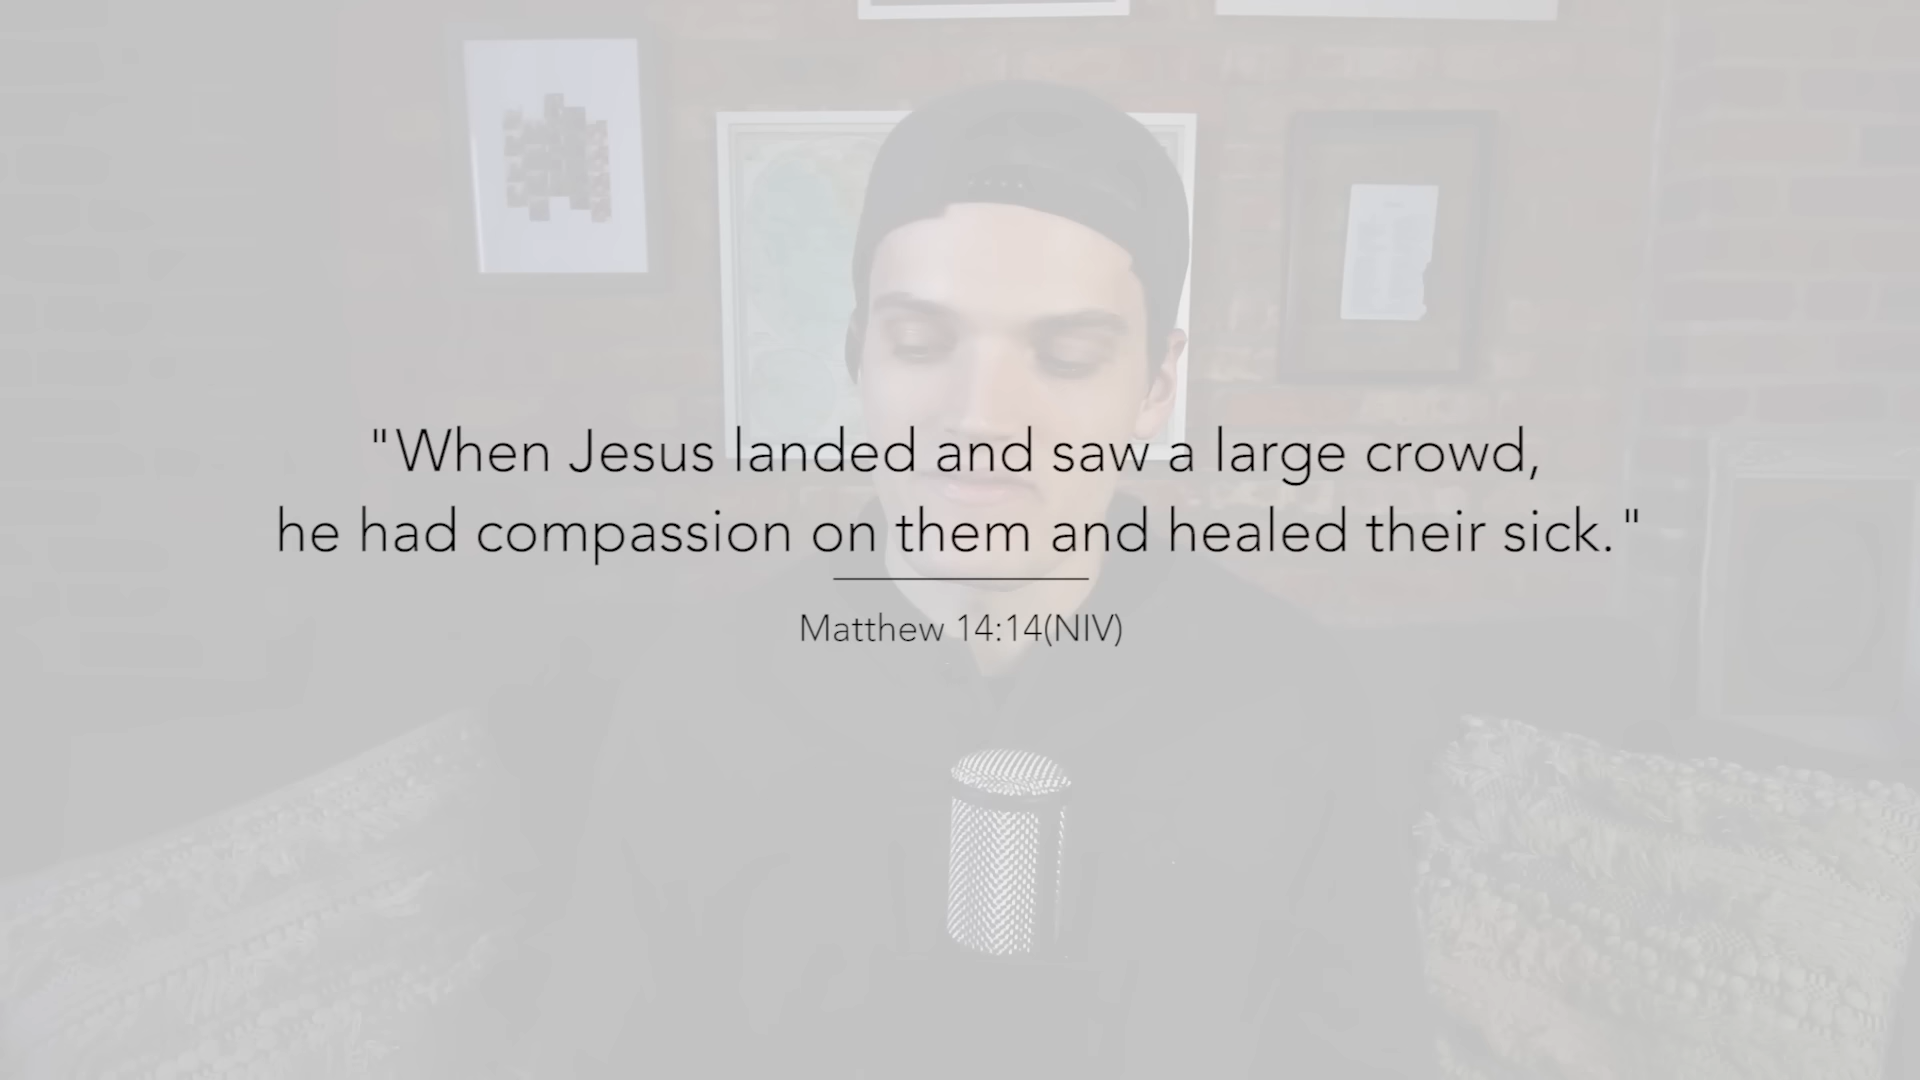 "When Jesus landed and saw a large crowd,
he had compassion on them and healed their sick."
Matthew 14:14(NIV)